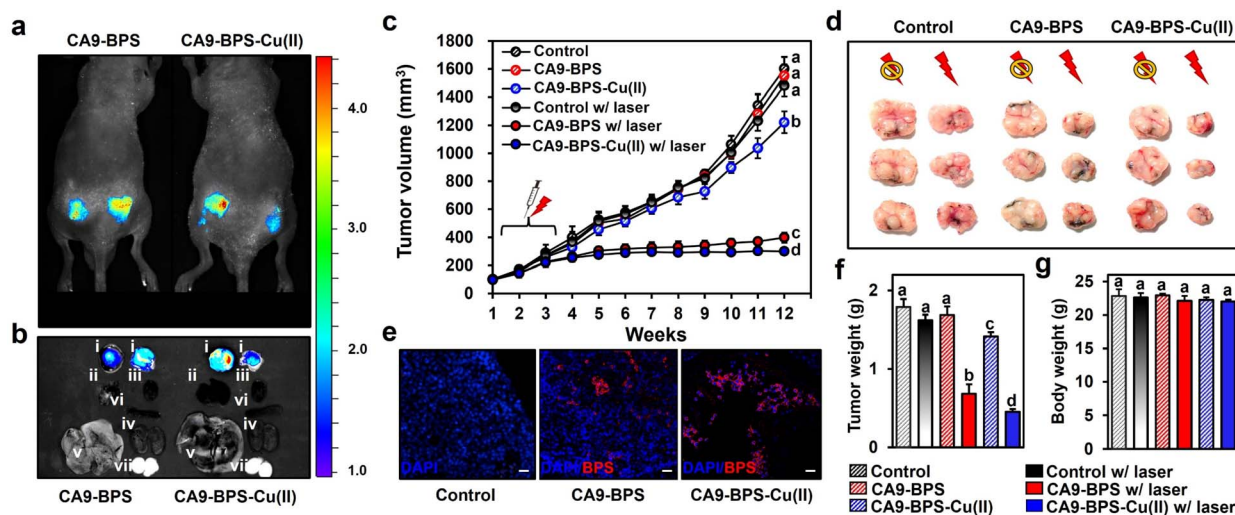 a
CA9-BPS CA9-BPS-Cu(II)
4.0
3.0
2.0
1.0
b
i i i i
ii iii ii iii
vi vi
iv iv
v v
vii vii
CA9-BPS CA9-BPS-Cu(II)
c
Tumor volume (mm³)
1800
1600
1400
1200
1000
800
600
400
200
0
Control
CA9-BPS
CA9-BPS-Cu(II)
Control w/ laser
CA9-BPS w/ laser
CA9-BPS-Cu(II) w/ laser
a
a
a
b
c
d
1 2 3 4 5 6 7 8 9 10 11 12
Weeks
d
Control CA9-BPS CA9-BPS-Cu(II)
e
DAPI DAPI/BPS DAPI/BPS
Control CA9-BPS CA9-BPS-Cu(II)
f
Tumor weight (g)
2
1
0
a a a b c d
g
Body weight (g)
25
20
15
10
5
0
a a a a a a
Control Control w/ laser
CA9-BPS CA9-BPS w/ laser
CA9-BPS-Cu(II) CA9-BPS-Cu(II) w/ laser